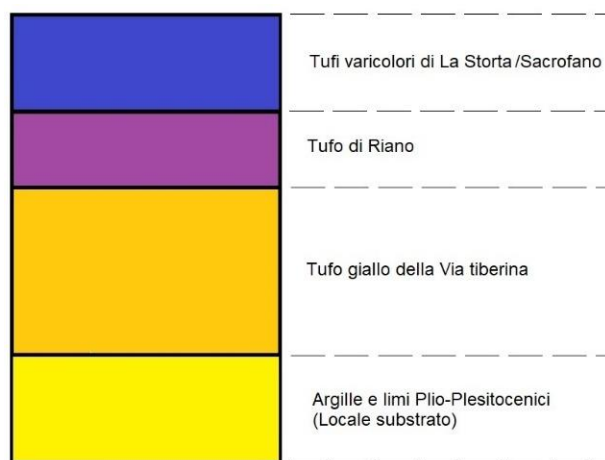 Tufi varicolori di La Storta/Sacrofano
Tufo di Riano
Tufo giallo della Via tiberina
Argille e limi Plio-Plesitocenici
(Locale substrato)